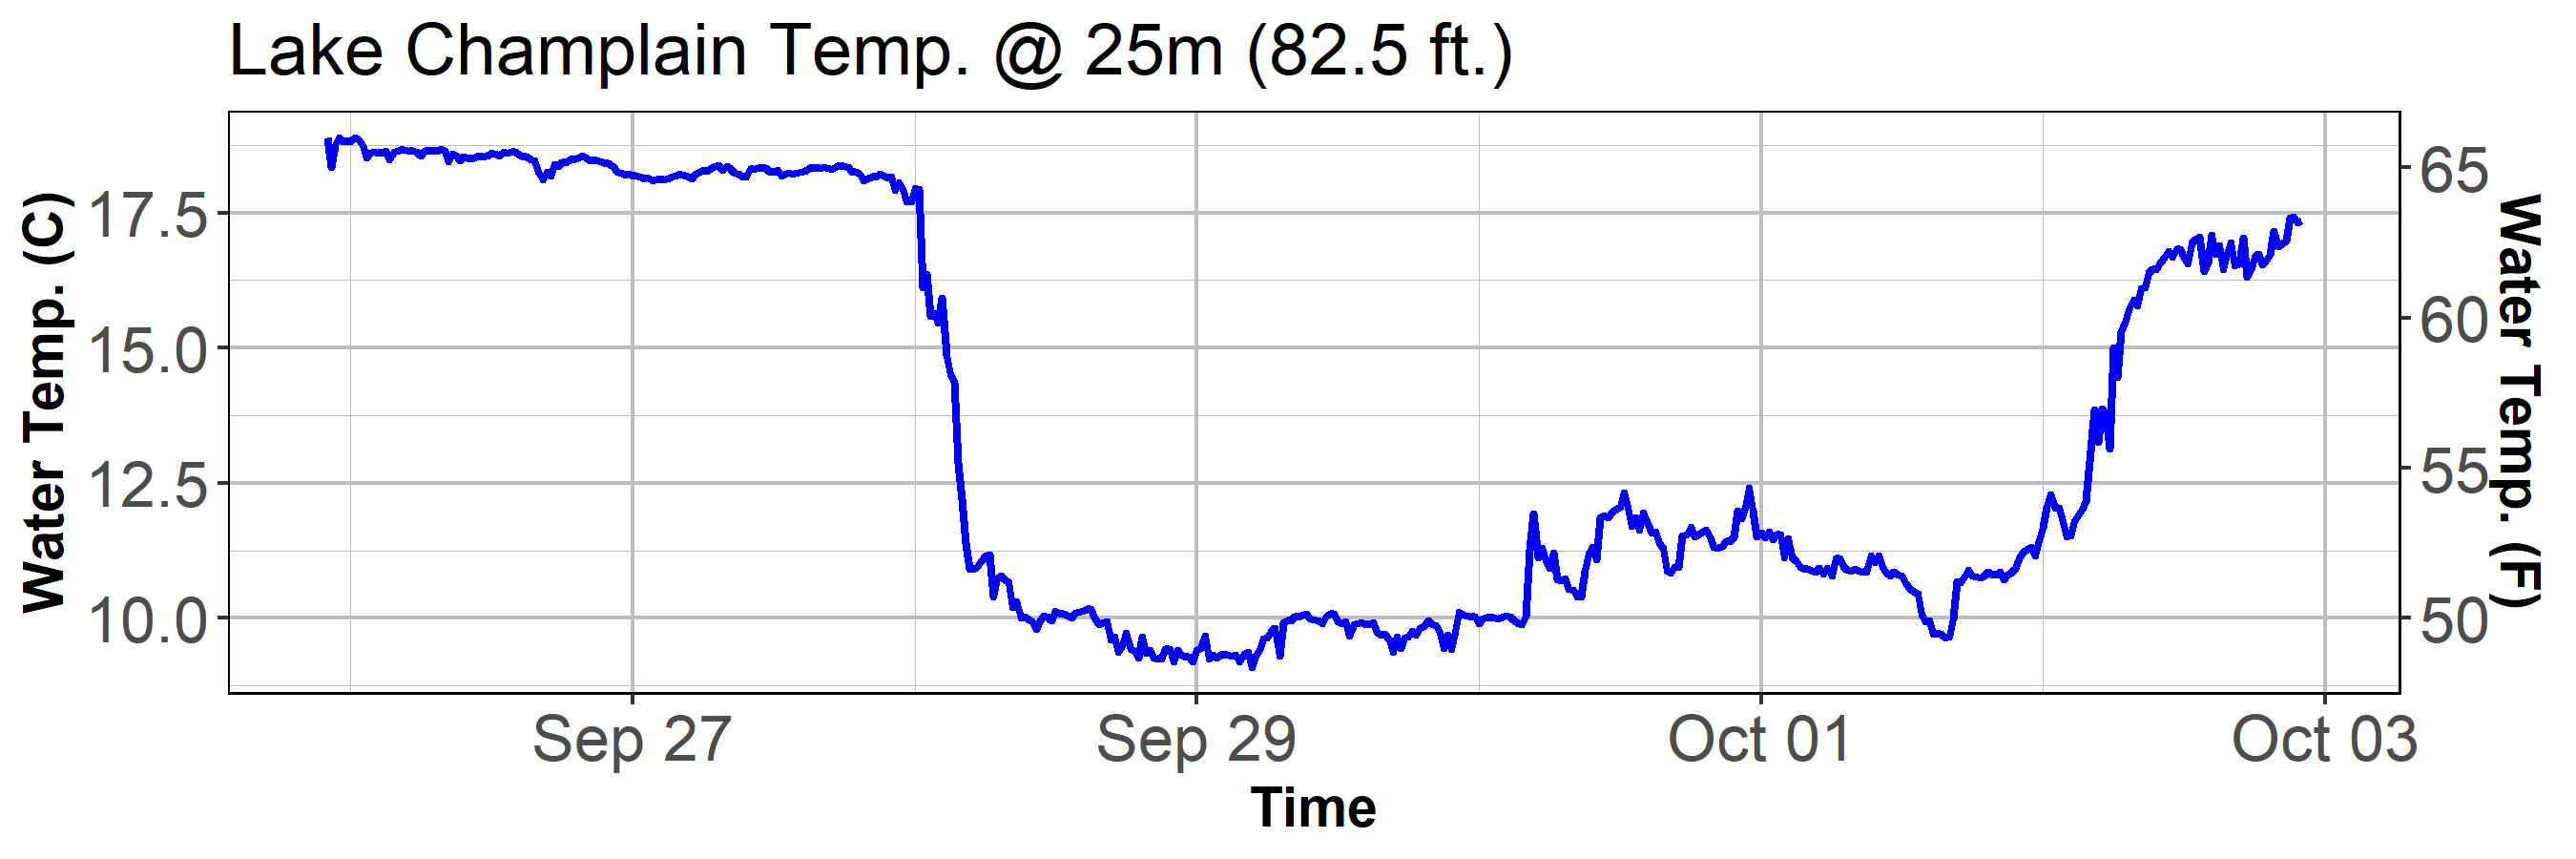 Lake Champlain Temp. @ 25m (82.5 ft.)
Water Temp. (C)
17.5
15.0
12.5
10.0
65
60
55
50
Water Temp. (F)
Sep 27
Sep 29
Oct 01
Oct 03
Time